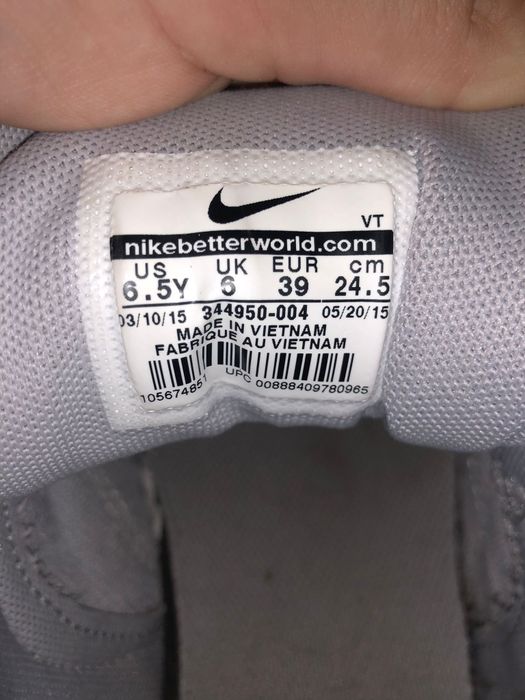 VT
nikebetterworld.com
US UK EUR cm
6.5Y 6 39 24.5
03/10/15 344950-004 05/20/15
MADE IN VIETNAM
FABRIQUE AU VIETNAM
105674851 UPC 00888409780965